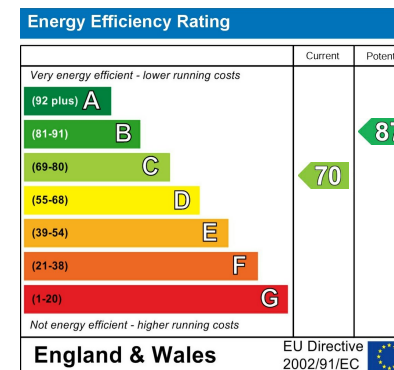 Energy Efficiency Rating
Current Potent
Very energy efficient - lower running costs
(92 plus) A
(81-91) B
87
(69-80) C
70
(55-68) D
(39-54) E
(21-38) F
(1-20) G
Not energy efficient - higher running costs
England & Wales
EU Directive
2002/91/EC